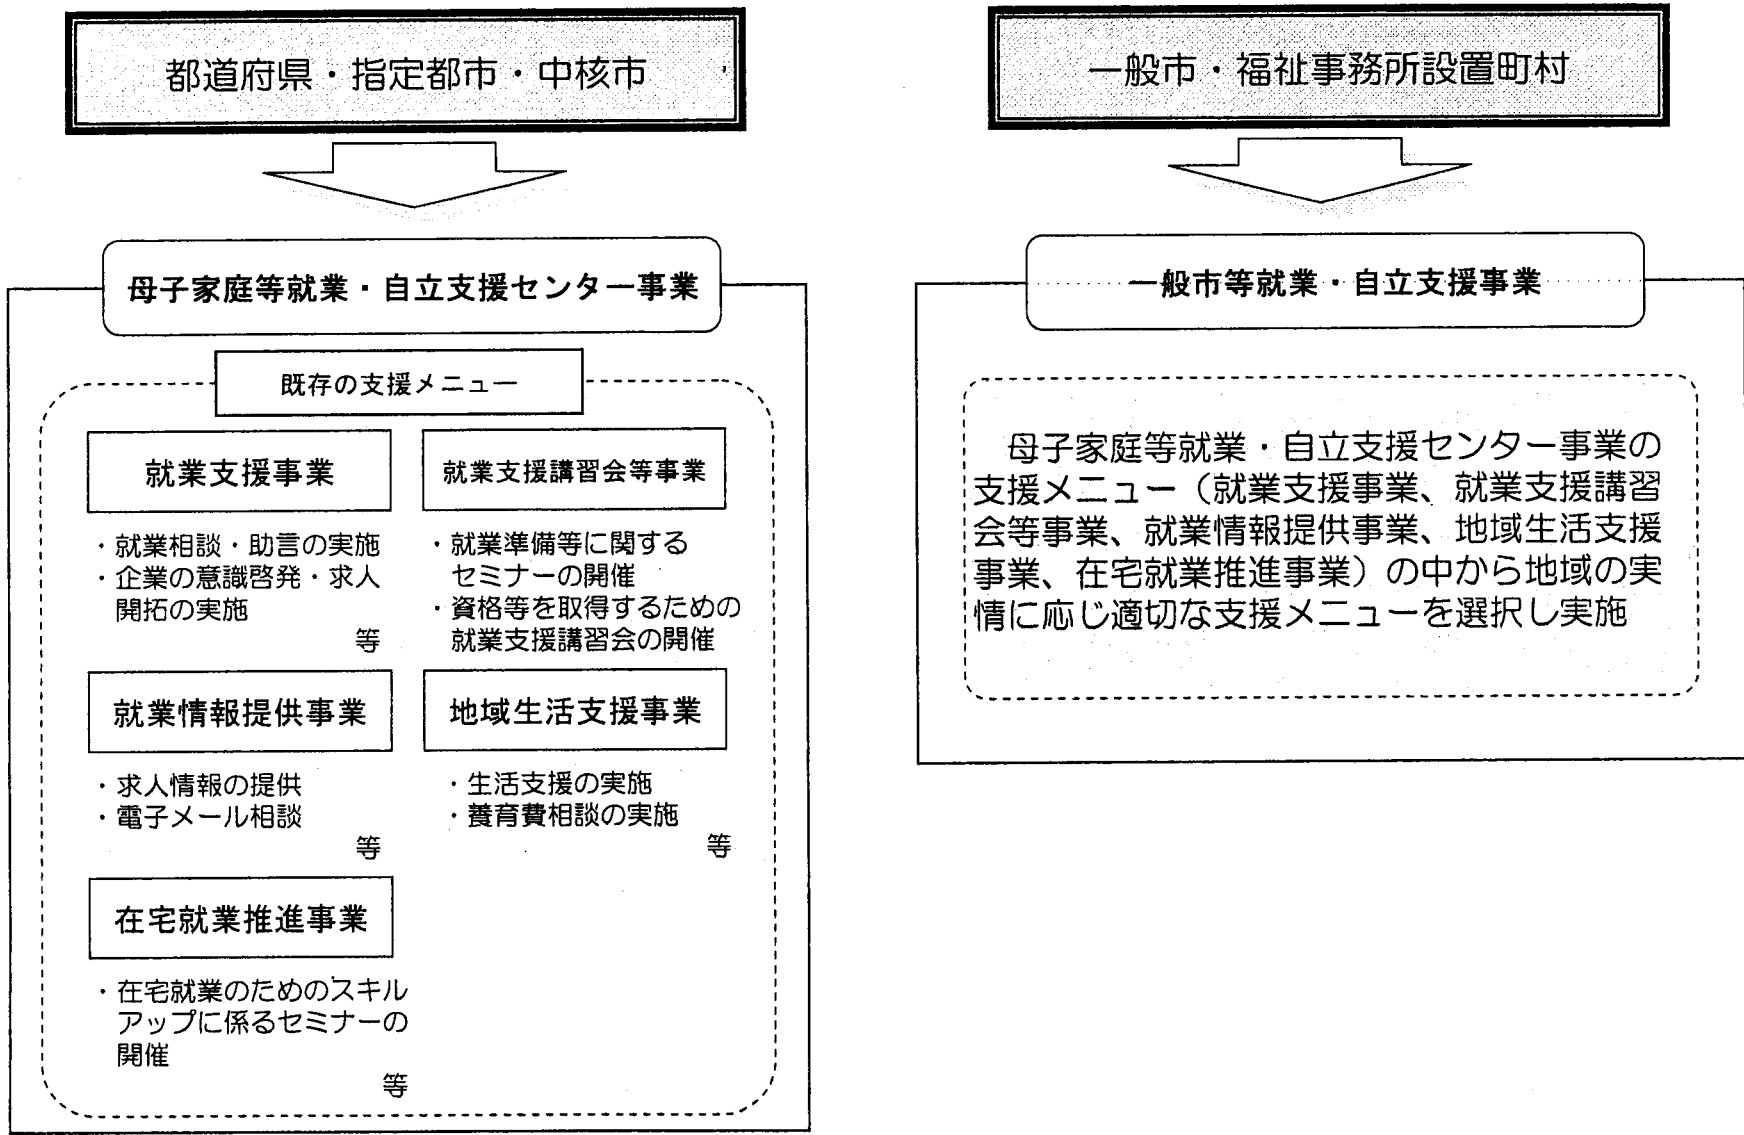 都道府県・指定都市・中核市
母子家庭等就業・自立支援センター事業
既存の支援メニュー
就業支援事業
・就業相談・助言の実施
・企業の意識啓発・求人
開拓の実施
等
就業支援講習会等事業
・就業準備等に関する
セミナーの開催
・資格等を取得するための
就業支援講習会の開催
就業情報提供事業
・求人情報の提供
・電子メール相談
等
地域生活支援事業
・生活支援の実施
・養育費相談の実施
等
在宅就業推進事業
・在宅就業のためのスキル
アップに係るセミナーの
開催
等
一般市・福祉事務所設置町村
一般市等就業・自立支援事業
母子家庭等就業・自立支援センター事業の
支援メニュー（就業支援事業、就業支援講習
会等事業、就業情報提供事業、地域生活支援
事業、在宅就業推進事業）の中から地域の実
情に応じ適切な支援メニューを選択し実施